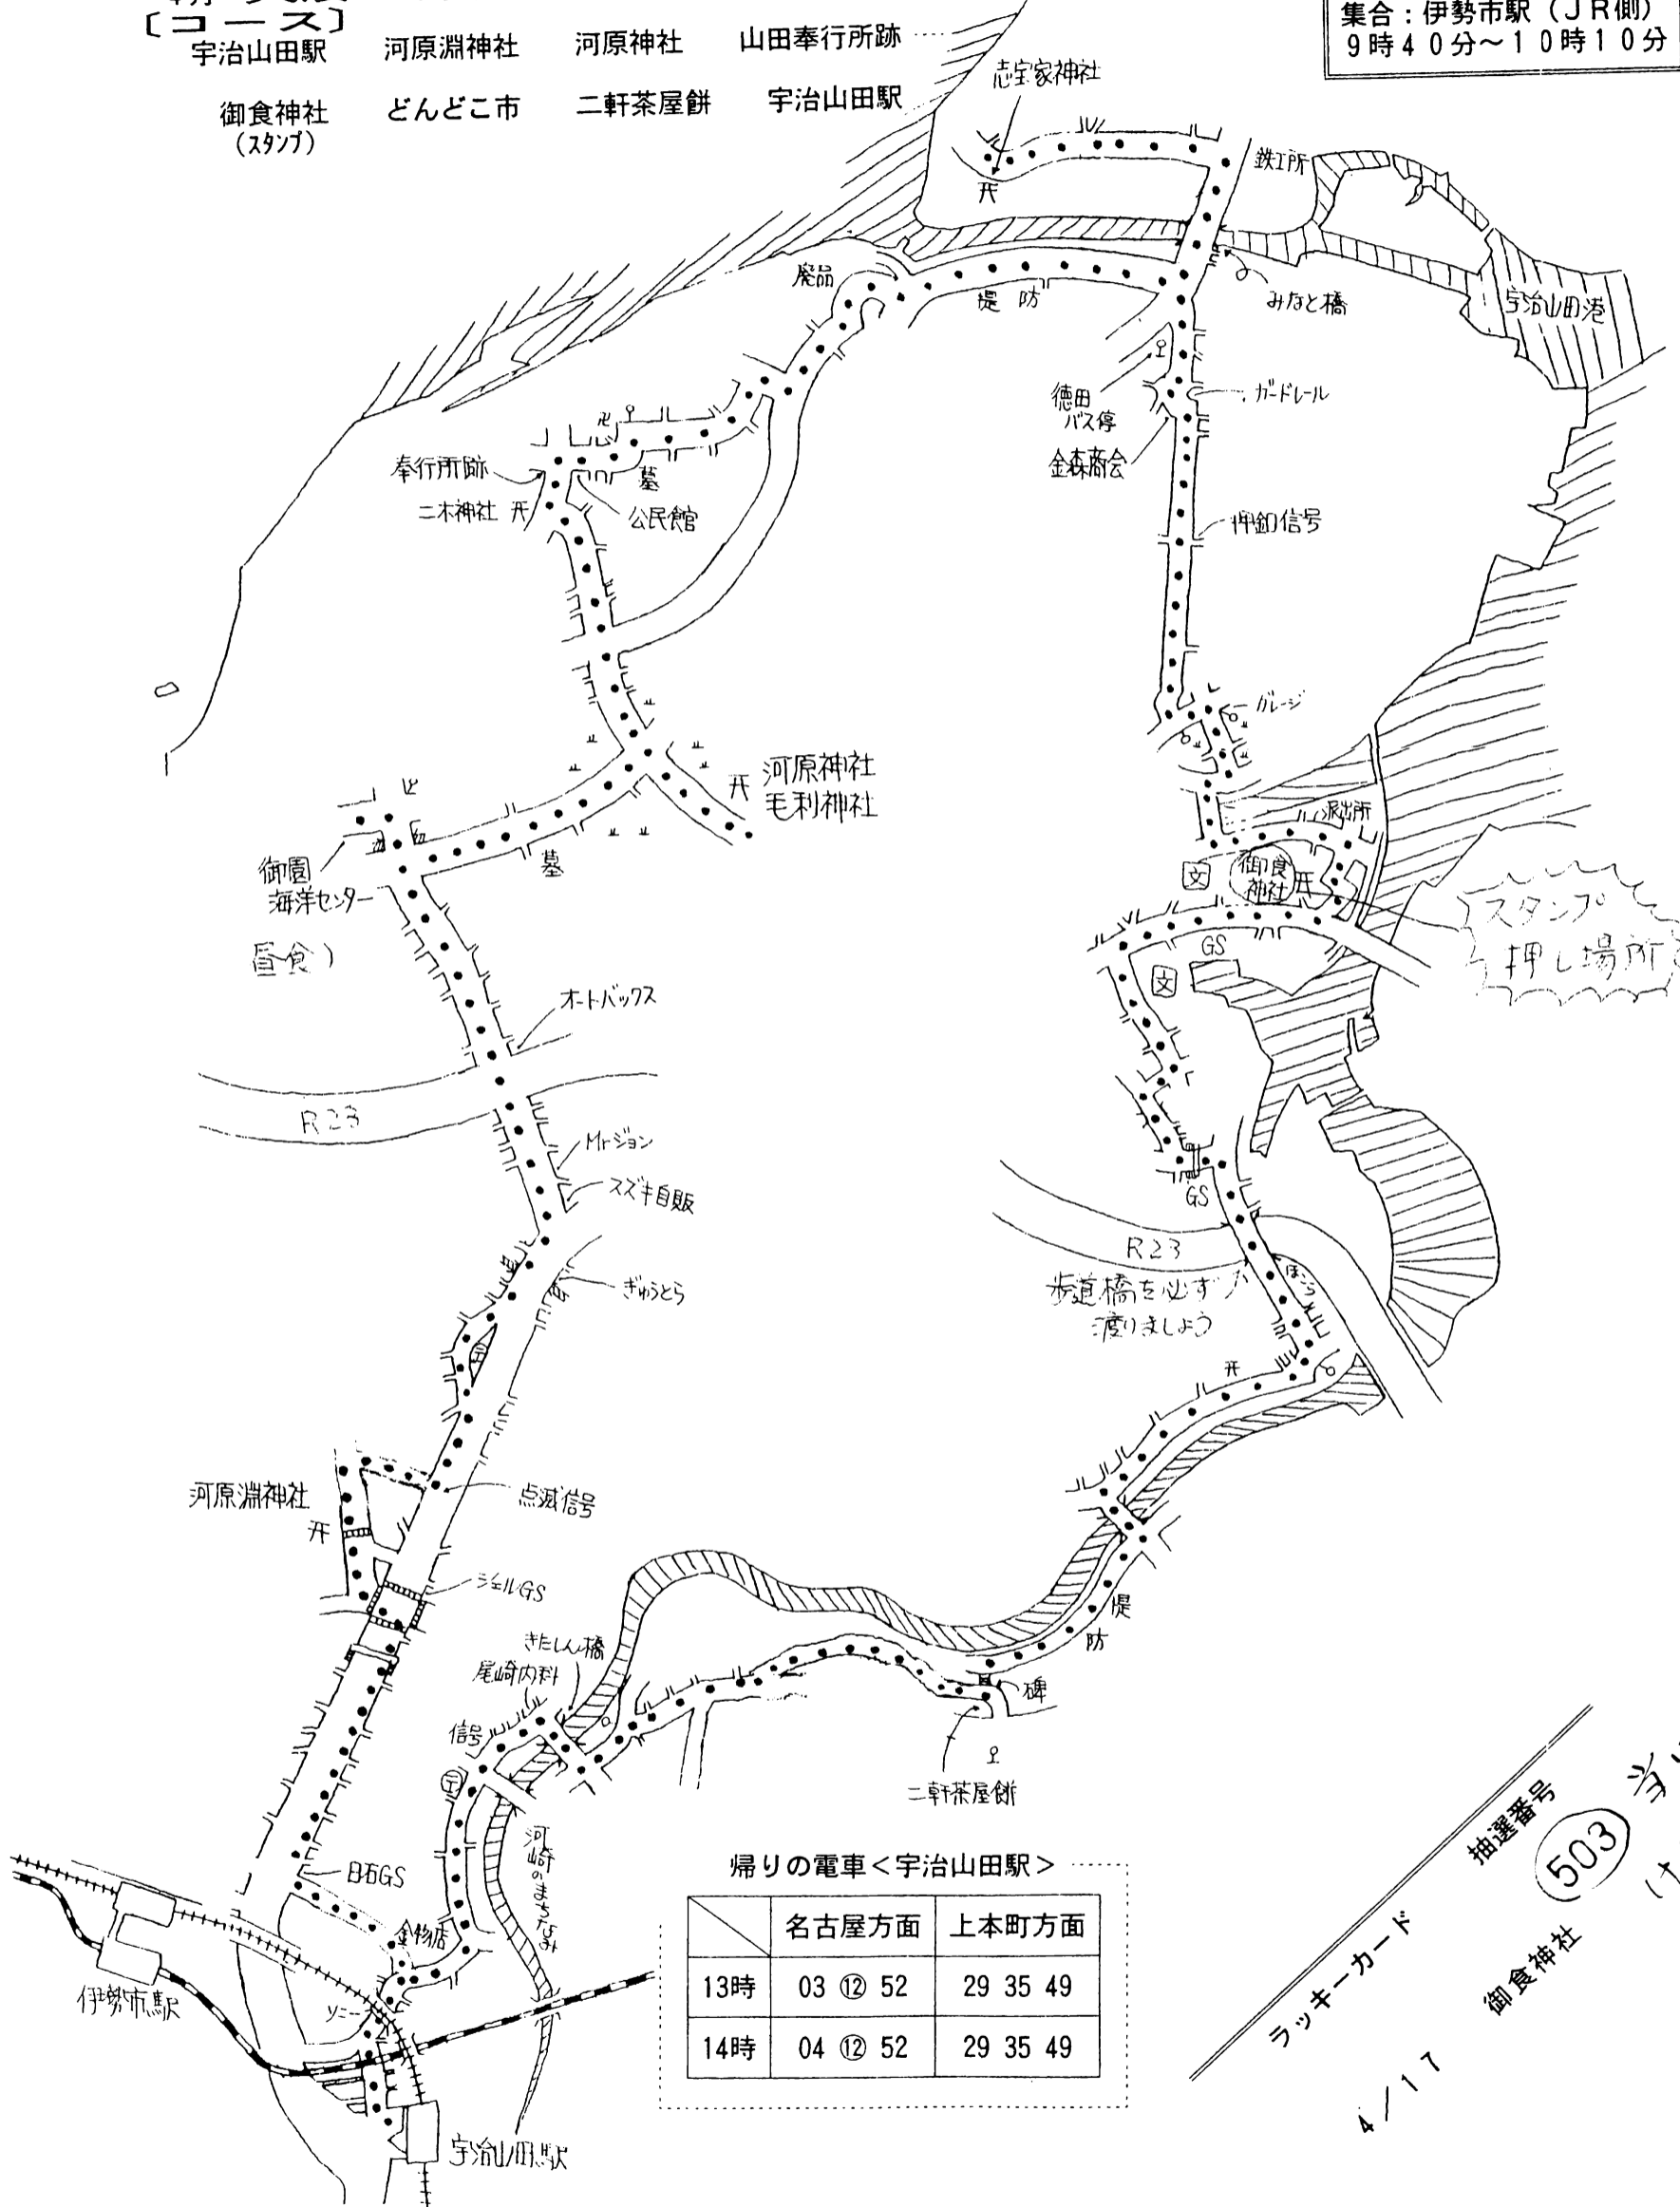 〔コース〕
宇治山田駅 河原淵神社 河原神社 山田奉行所跡
御食神社 どんどこ市 二軒茶屋餅 宇治山田駅
(スタンプ)
集合：伊勢市駅（ＪＲ側）
９時４０分～１０時１０分
志宝家神社
鉄工所
廃品
堤防
みなと橋
宇治山田港
徳田
バス停
ガードレール
金森商会
奉行所跡
二木神社
墓
公民館
押釦信号
ガレージ
河原神社
毛利神社
派出所
御園
海洋センター
墓
文
御食
神社
昼食）
スタンプ
押し場所
GS
文
オートバックス
R23
Mrジョン
スズキ自販
GS
R23
歩道橋を必ず
渡りましょう
ぎゅうとら
河原淵神社
点滅信号
シェルGS
きたしん橋
尾崎内科
信号
堤
防
碑
二軒茶屋餅
河崎のまちなみ
日石GS
金物店
伊勢市駅
ソニー
宇治山田駅
帰りの電車＜宇治山田駅＞
名古屋方面 上本町方面
13時 03 ⑫ 52 29 35 49
14時 04 ⑫ 52 29 35 49
抽選番号
503
ラッキーカード
御食神社
4/17